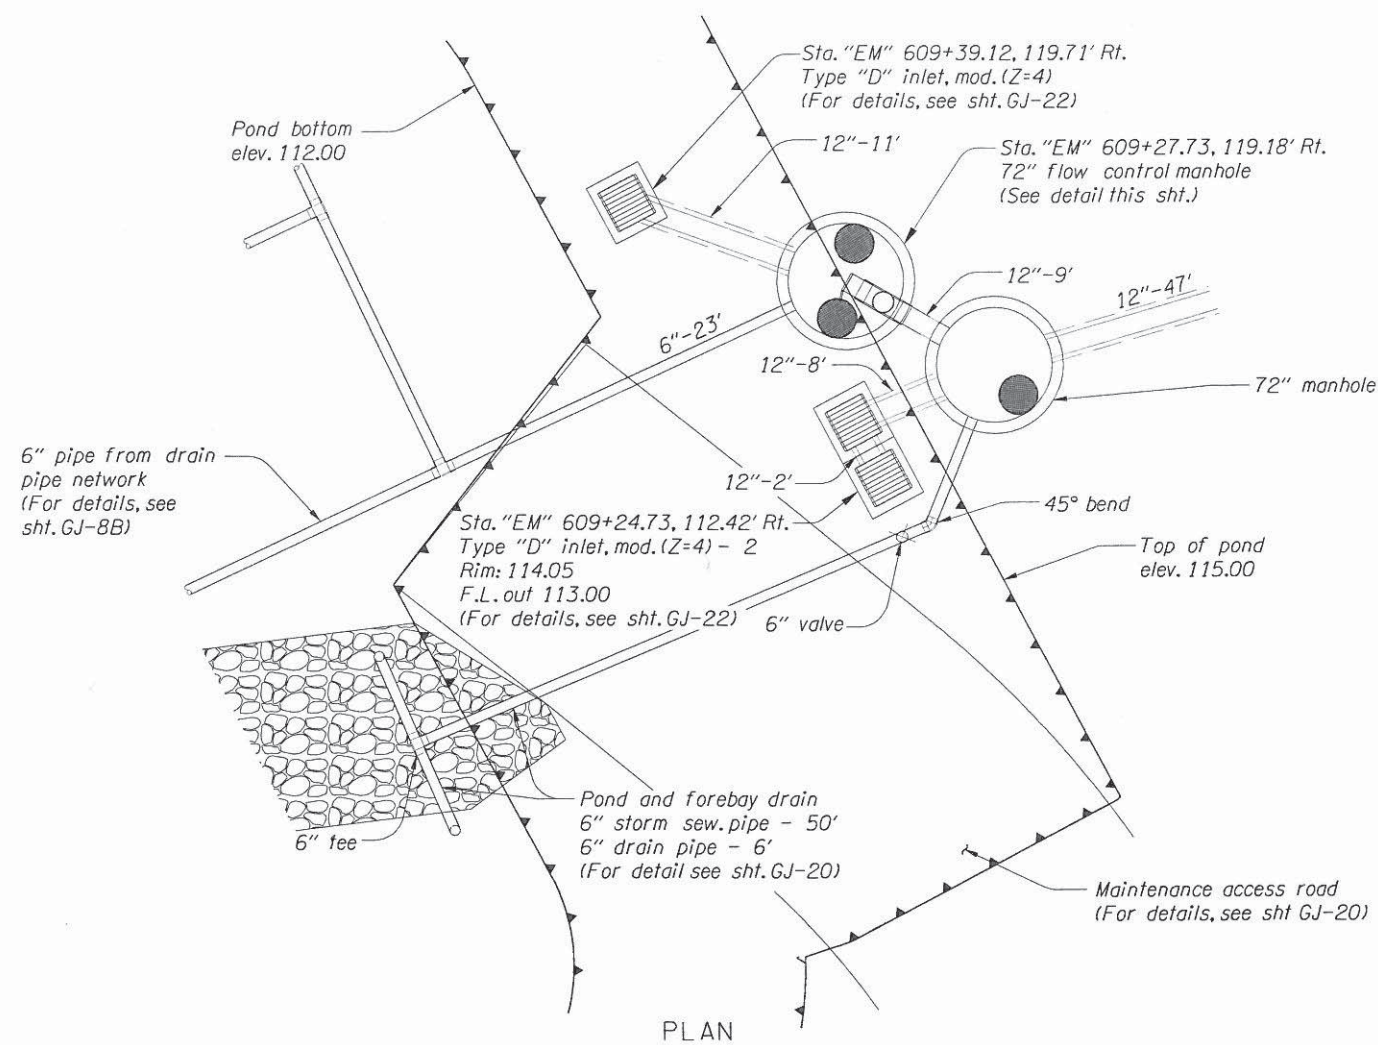 Sta. "EM" 609+39.12, 119.71' Rt.
Type "D" inlet, mod. (Z=4)
(For details, see sht. GJ-22)
Pond bottom
elev. 112.00
12"-11'
Sta. "EM" 609+27.73, 119.18' Rt.
72" flow control manhole
(See detail this sht.)
12"-9'
12"-47'
6"-23'
12"-8'
72" manhole
6" pipe from drain
pipe network
(For details, see
sht. GJ-8B)
12"-2'
45° bend
Sta. "EM" 609+24.73, 112.42' Rt.
Type "D" inlet, mod. (Z=4) - 2
Rim: 114.05
F.L. out 113.00
(For details, see sht. GJ-22)
Top of pond
elev. 115.00
6" valve
Pond and forebay drain
6" storm sew. pipe - 50'
6" drain pipe - 6'
(For detail see sht. GJ-20)
6" tee
Maintenance access road
(For details, see sht GJ-20)
PLAN